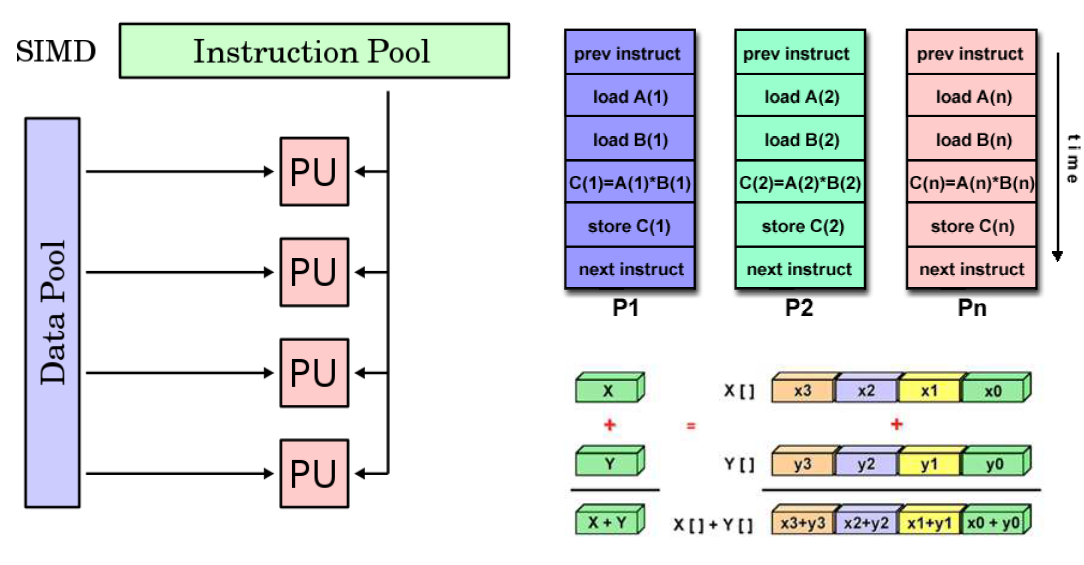 SIMD
Instruction Pool
Data Pool
PU
PU
PU
PU
prev instruct
load A(1)
load B(1)
C(1)=A(1)*B(1)
store C(1)
next instruct
P1
prev instruct
load A(2)
load B(2)
C(2)=A(2)*B(2)
store C(2)
next instruct
P2
prev instruct
load A(n)
load B(n)
C(n)=A(n)*B(n)
store C(n)
next instruct
Pn
time
X
+
Y
X + Y
=
X [ ] x3 x2 x1 x0
+
Y [ ] y3 y2 y1 y0
X [ ] + Y [ ] x3+y3 x2+y2 x1+y1 x0 + y0